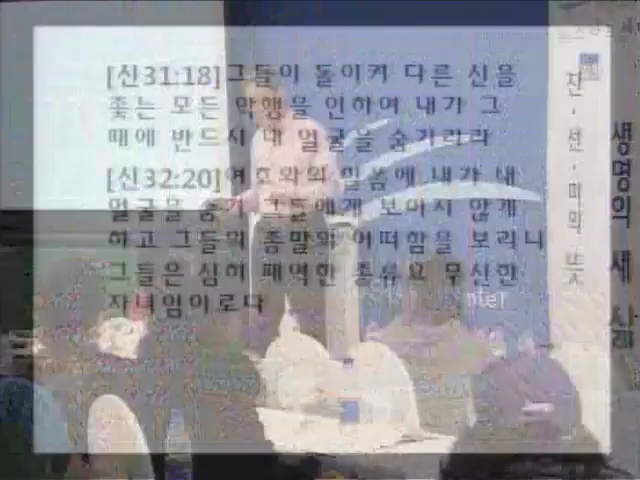 [신31:18]그들이 돌이켜 다른 신을
좇는 모든 악행을 인하여 내가 그
때에 반드시 내 얼굴을 숨기리라
[신32:20]여호와의 말씀에 내가 내
얼굴을 숨겨 그들에게 보이지 않게
하고 그들의 종말의 어떠함을 보리니
그들은 심히 패역한 종류요 무신한
자녀임이로다
진·선·미의 뜻
생명의 새 삶